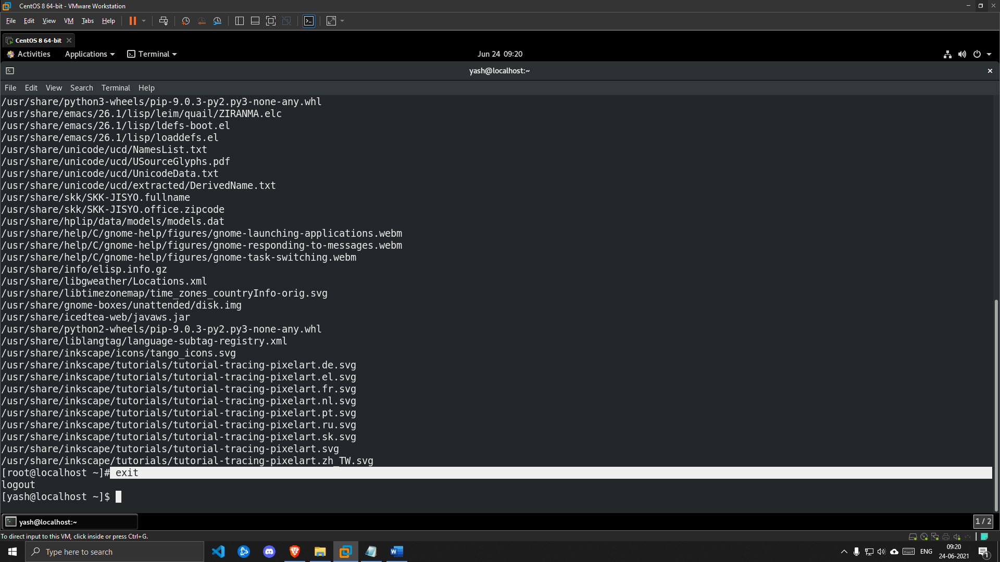 CentOS 8 64-bit - VMware Workstation
File Edit View VM Tabs Help
CentOS 8 64-bit
Activities Applications Terminal Jun 24 09:20
yash@localhost:~
File Edit View Search Terminal Help
/usr/share/python3-wheels/pip-9.0.3-py2.py3-none-any.whl
/usr/share/emacs/26.1/lisp/leim/quail/ZIRANMA.elc
/usr/share/emacs/26.1/lisp/ldefs-boot.el
/usr/share/emacs/26.1/lisp/loaddefs.el
/usr/share/unicode/ucd/NamesList.txt
/usr/share/unicode/ucd/USourceGlyphs.pdf
/usr/share/unicode/ucd/UnicodeData.txt
/usr/share/unicode/ucd/extracted/DerivedName.txt
/usr/share/skk/SKK-JISYO.fullname
/usr/share/skk/SKK-JISYO.office.zipcode
/usr/share/hplip/data/models/models.dat
/usr/share/help/C/gnome-help/figures/gnome-launching-applications.webm
/usr/share/help/C/gnome-help/figures/gnome-responding-to-messages.webm
/usr/share/help/C/gnome-help/figures/gnome-task-switching.webm
/usr/share/info/elisp.info.gz
/usr/share/libgweather/Locations.xml
/usr/share/libtimezonemap/time_zones_countryInfo-orig.svg
/usr/share/gnome-boxes/unattended/disk.img
/usr/share/icedtea-web/javaws.jar
/usr/share/python2-wheels/pip-9.0.3-py2.py3-none-any.whl
/usr/share/liblangtag/language-subtag-registry.xml
/usr/share/inkscape/icons/tango_icons.svg
/usr/share/inkscape/tutorials/tutorial-tracing-pixelart.de.svg
/usr/share/inkscape/tutorials/tutorial-tracing-pixelart.el.svg
/usr/share/inkscape/tutorials/tutorial-tracing-pixelart.fr.svg
/usr/share/inkscape/tutorials/tutorial-tracing-pixelart.nl.svg
/usr/share/inkscape/tutorials/tutorial-tracing-pixelart.pt.svg
/usr/share/inkscape/tutorials/tutorial-tracing-pixelart.ru.svg
/usr/share/inkscape/tutorials/tutorial-tracing-pixelart.sk.svg
/usr/share/inkscape/tutorials/tutorial-tracing-pixelart.svg
/usr/share/inkscape/tutorials/tutorial-tracing-pixelart.zh_TW.svg
[root@localhost ~]# exit
logout
[yash@localhost ~]$
yash@localhost:~ 1 / 2
To direct input to this VM, click inside or press Ctrl+G.
Type here to search ENG 09:20
24-06-2021 1